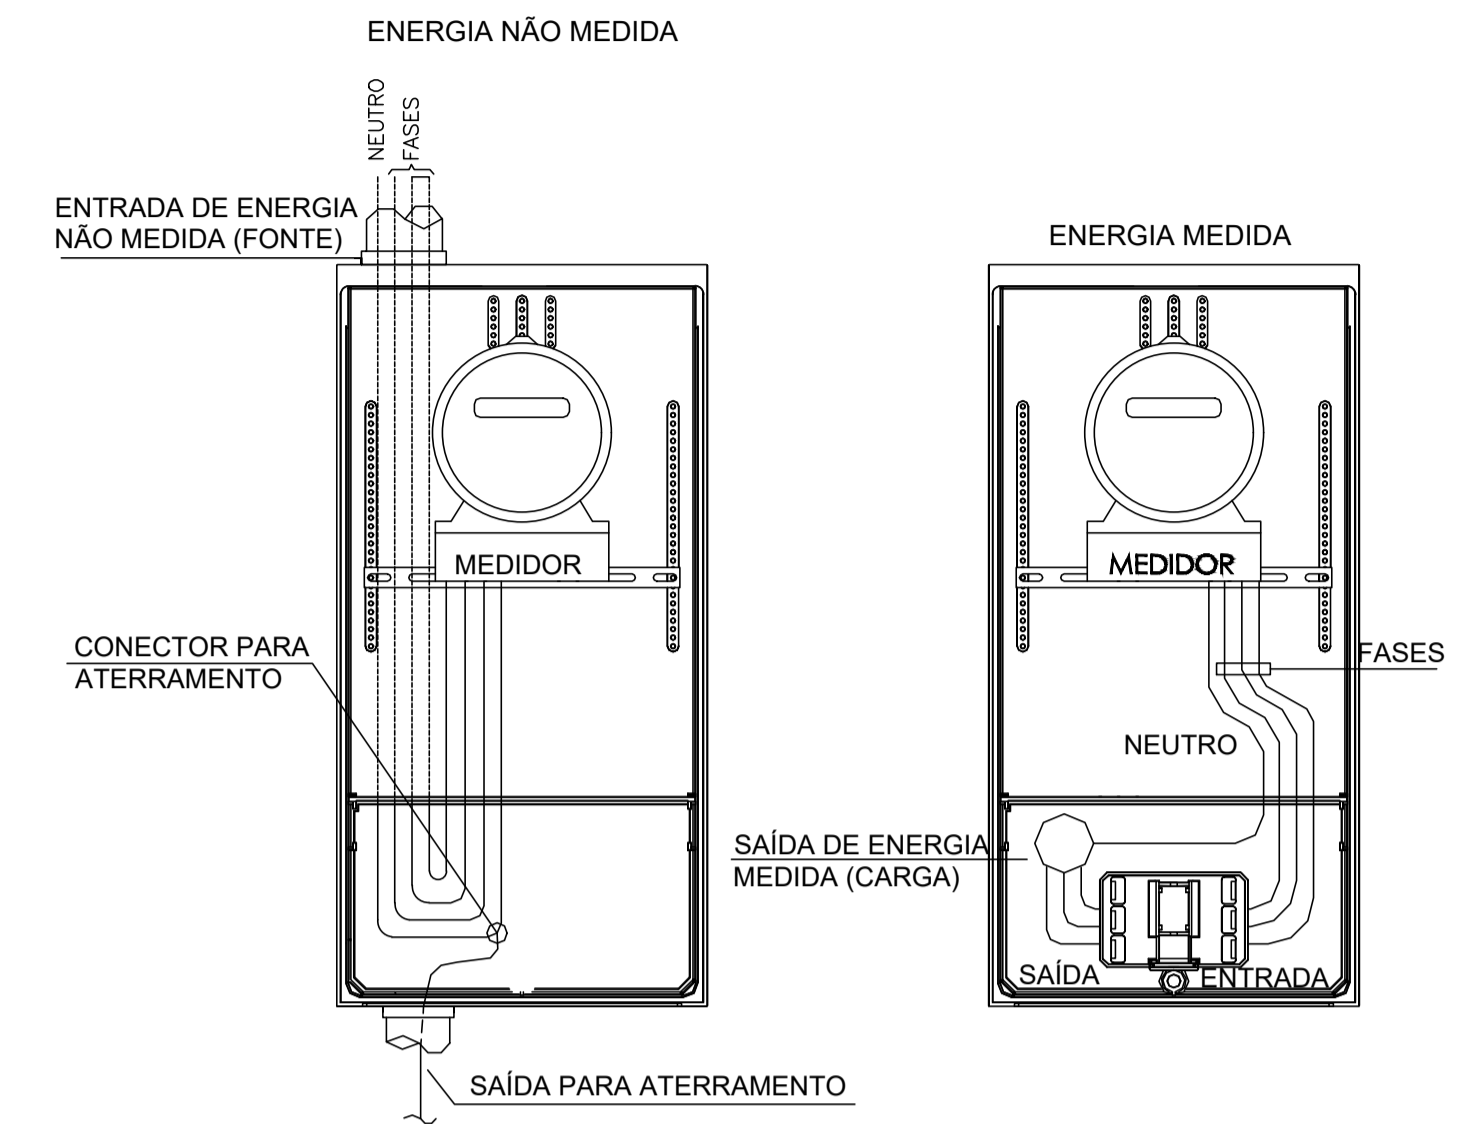 ENERGIA NÃO MEDIDA
NEUTRO
FASES
ENTRADA DE ENERGIA
NÃO MEDIDA (FONTE)
MEDIDOR
CONECTOR PARA
ATERRAMENTO
SAÍDA PARA ATERRAMENTO
ENERGIA MEDIDA
MEDIDOR
FASES
NEUTRO
SAÍDA DE ENERGIA
MEDIDA (CARGA)
SAÍDA
ENTRADA